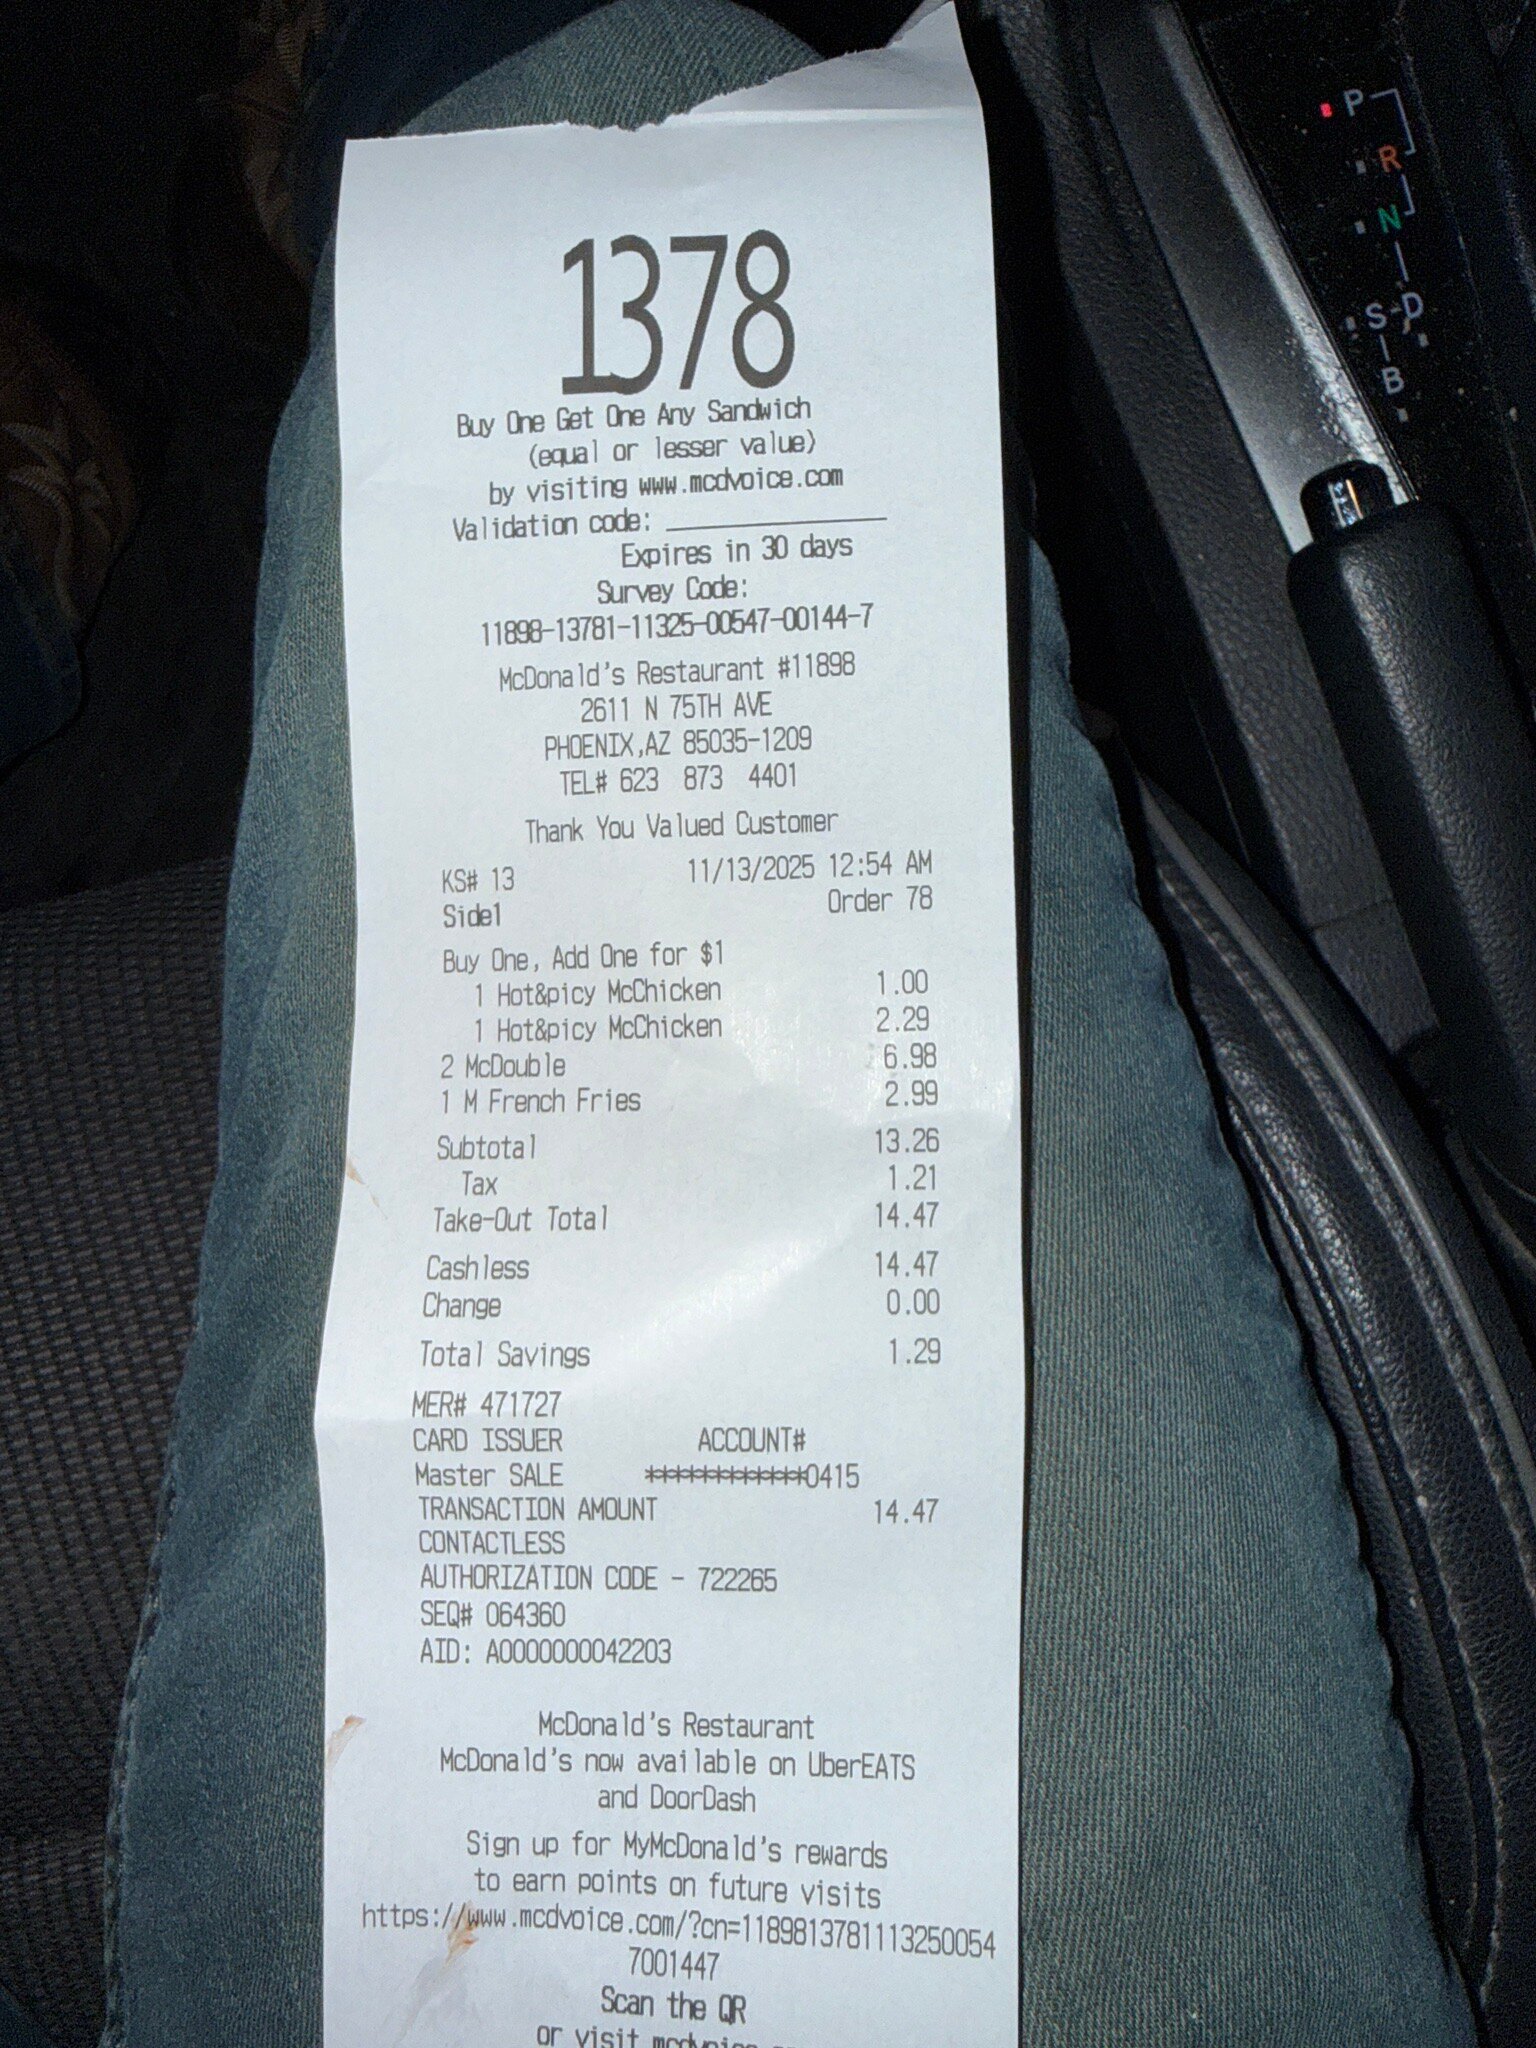 1378
Buy One Get One Any Sandwich
(equal or lesser value)
by visiting www.mcdvoice.com
Validation code: ________________
Expires in 30 days
Survey Code:
11898-13781-11325-00547-00144-7
McDonald's Restaurant #11898
2611 N 75TH AVE
PHOENIX,AZ 85035-1209
TEL# 623 873 4401
Thank You Valued Customer
KS# 13 11/13/2025 12:54 AM
Side1 Order 78
Buy One, Add One for $1
1 Hot&picy McChicken 1.00
1 Hot&picy McChicken 2.29
2 McDouble 6.98
1 M French Fries 2.99
Subtotal 13.26
Tax 1.21
Take-Out Total 14.47
Cashless 14.47
Change 0.00
Total Savings 1.29
MER# 471727
CARD ISSUER ACCOUNT#
Master SALE ************0415
TRANSACTION AMOUNT 14.47
CONTACTLESS
AUTHORIZATION CODE - 722265
SEQ# 064360
AID: A0000000042203
McDonald's Restaurant
McDonald's now available on UberEATS
and DoorDash
Sign up for MyMcDonald's rewards
to earn points on future visits
https://www.mcdvoice.com/?cn=1189813781113250054
7001447
Scan the QR
or visit
P
R
N
S-D
B